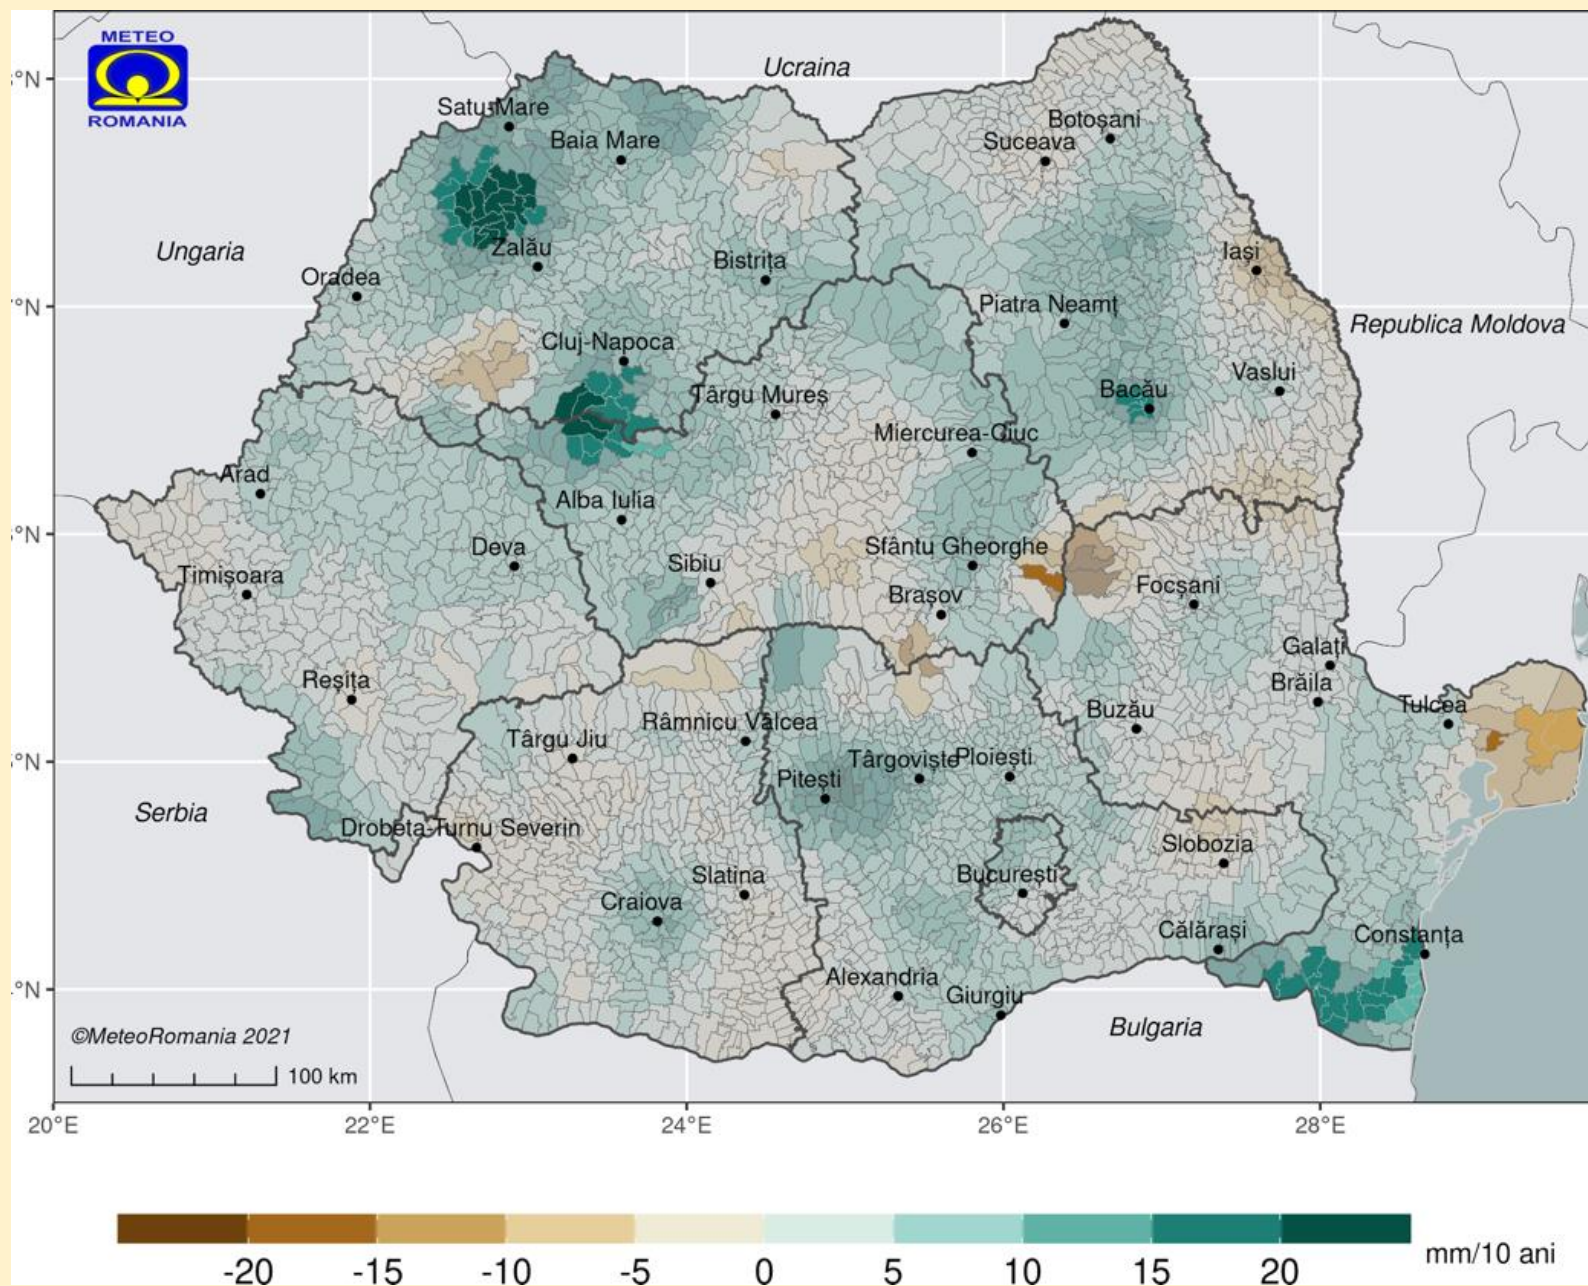 METEO
ROMANIA
Ucraina
8°N
Satu-Mare
Baia Mare
Botoșani
Suceava
Ungaria
Zalău
Bistrița
Iași
Oradea
7°N
Piatra Neamț
Republica Moldova
Cluj-Napoca
Târgu Mureș
Bacău
Vaslui
Miercurea-Ciuc
Arad
Alba Iulia
°N
Deva
Sibiu
Sfântu Gheorghe
Timișoara
Brașov
Focșani
Galați
Reșița
Brăila
Tulcea
Râmnicu Vâlcea
Buzău
Târgu Jiu
Târgoviște
Ploiești
°N
Pitești
Serbia
Drobeta-Turnu Severin
Slobozia
Slatina
București
Craiova
Călărași
Constanța
Alexandria
°N
Giurgiu
©MeteoRomania 2021
Bulgaria
100 km
20°E 22°E 24°E 26°E 28°E
-20 -15 -10 -5 0 5 10 15 20 mm/10 ani